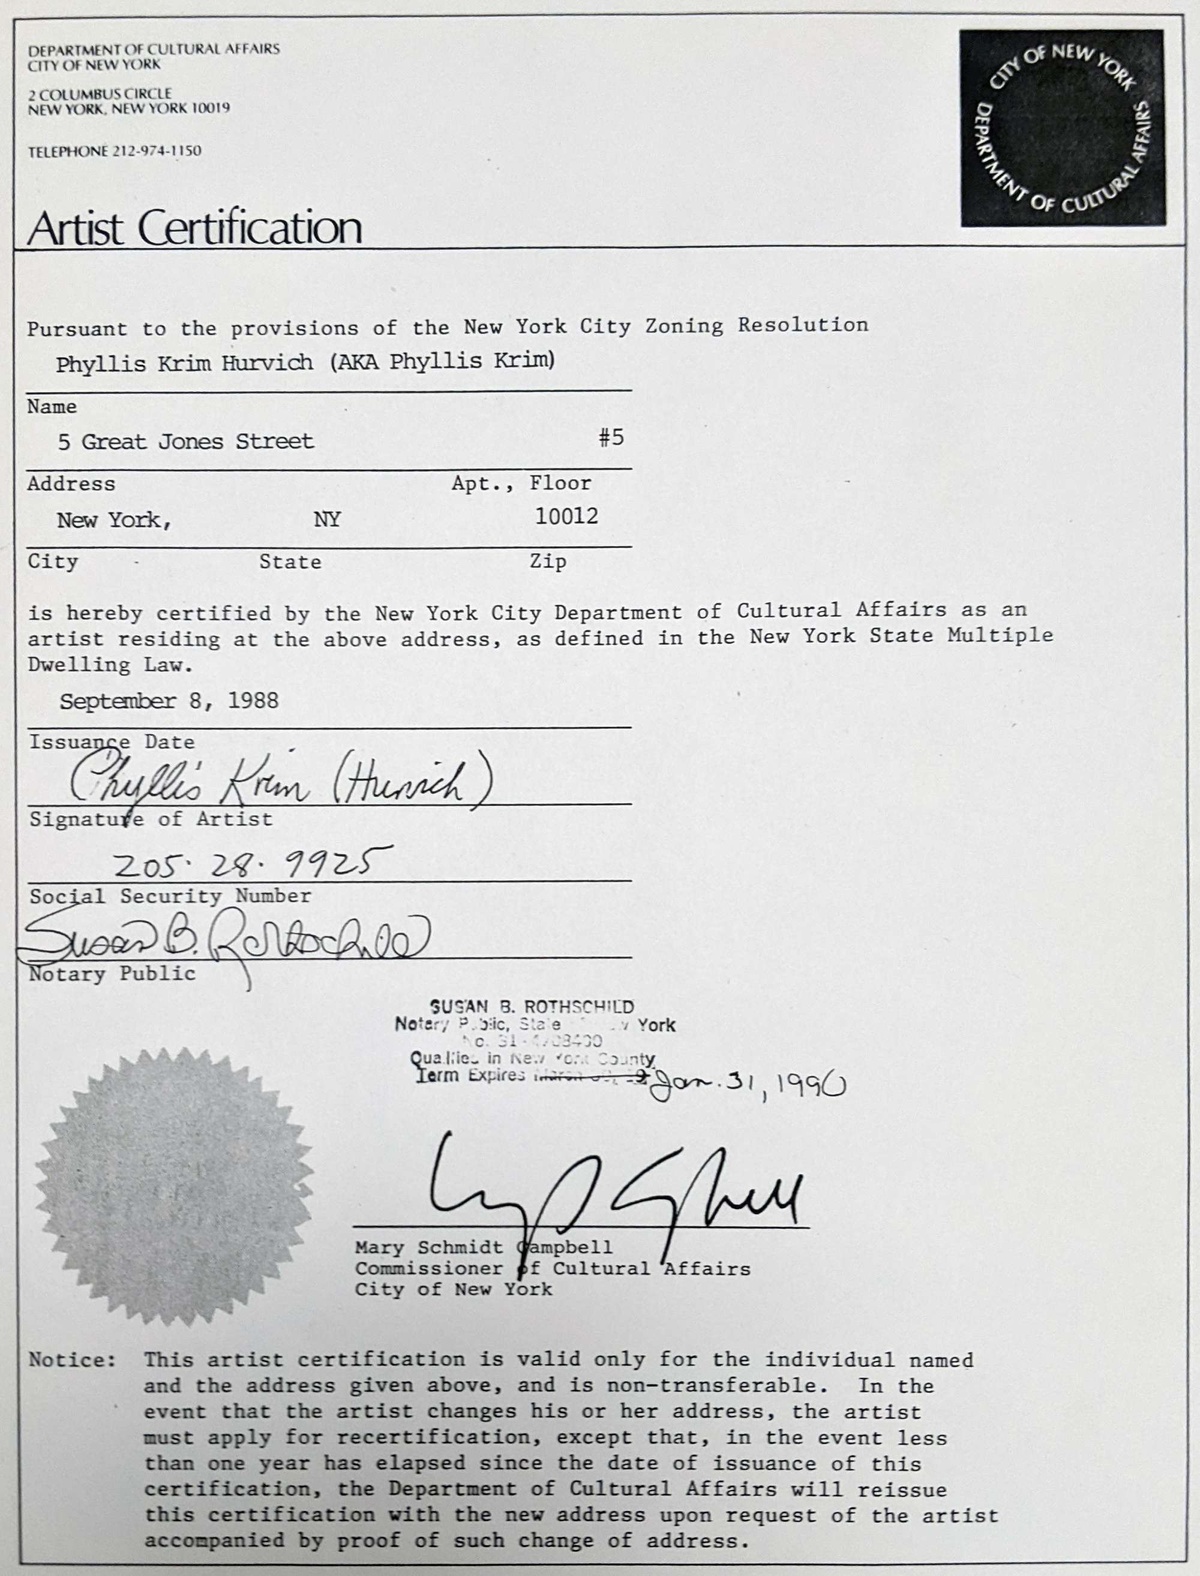 DEPARTMENT OF CULTURAL AFFAIRS
CITY OF NEW YORK
2 COLUMBUS CIRCLE
NEW YORK, NEW YORK 10019
TELEPHONE 212-974-1150
CITY OF NEW YORK
DEPARTMENT OF CULTURAL AFFAIRS
Artist Certification
Pursuant to the provisions of the New York City Zoning Resolution
Phyllis Krim Hurvich (AKA Phyllis Krim)
Name
5 Great Jones Street #5
Address Apt., Floor
New York, NY 10012
City State Zip
is hereby certified by the New York City Department of Cultural Affairs as an
artist residing at the above address, as defined in the New York State Multiple
Dwelling Law.
September 8, 1988
Issuance Date
Phyllis Krim (Hurvich)
Signature of Artist
205· 28· 9925
Social Security Number
Susan B. Rothschild
Notary Public
SUSAN B. ROTHSCHILD
Notary Public, State York
No.
Qualified in New York County
Term Expires Jan. 31, 1990
Mary Schmidt Campbell
Commissioner of Cultural Affairs
City of New York
Notice: This artist certification is valid only for the individual named
and the address given above, and is non-transferable. In the
event that the artist changes his or her address, the artist
must apply for recertification, except that, in the event less
than one year has elapsed since the date of issuance of this
certification, the Department of Cultural Affairs will reissue
this certification with the new address upon request of the artist
accompanied by proof of such change of address.